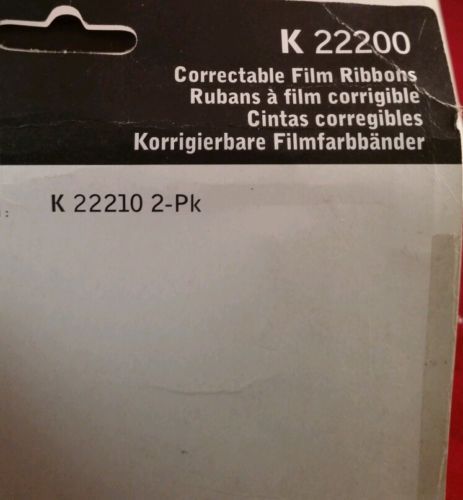 K 22200
Correctable Film Ribbons
Rubans à film corrigible
Cintas corregibles
Korrigierbare Filmfarbbänder
K 22210 2-Pk